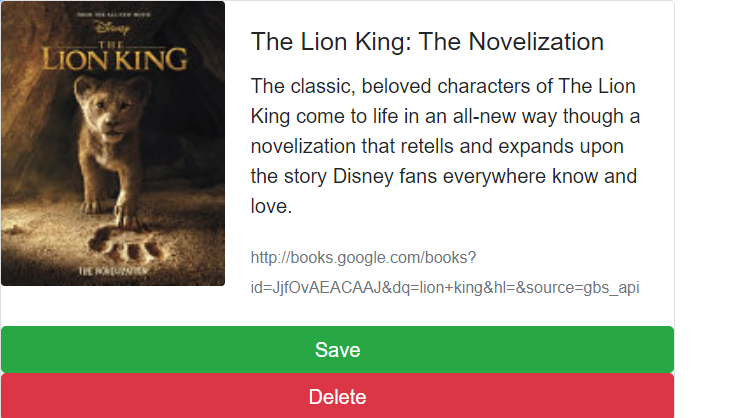 FROM THE ALL-NEW MOVIE
Disney
THE
LION KING
THE NOVELIZATION
The Lion King: The Novelization
The classic, beloved characters of The Lion
King come to life in an all-new way though a
novelization that retells and expands upon
the story Disney fans everywhere know and
love.
http://books.google.com/books?
id=JjfOvAEACAAJ&dq=lion+king&hl=&source=gbs_api
Save
Delete